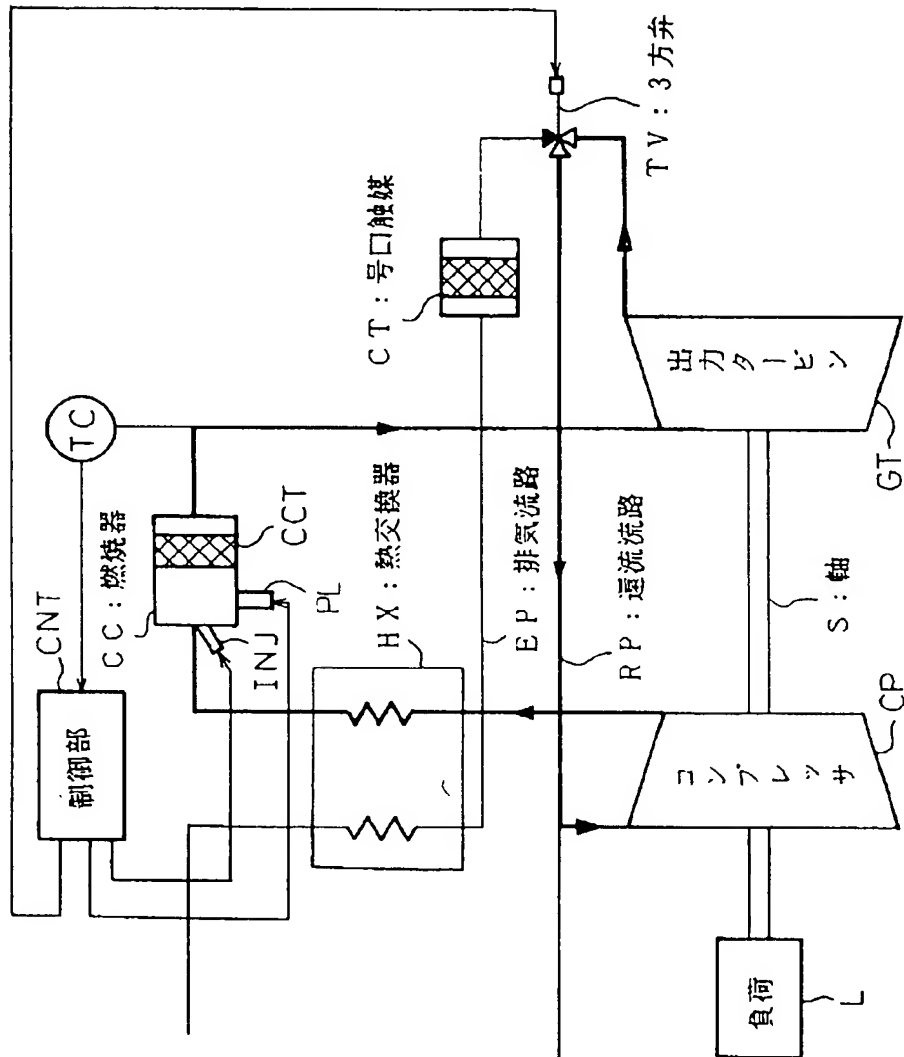 負荷
L
制御部
CNT
コンプレッサ
CP
CC：燃焼器
INJ
PL
CCT
HX：熱交換器
TC
EP：排気流路
RP：還流流路
S：軸
CT：号口触媒
出力タービン
GT
TV：3方弁